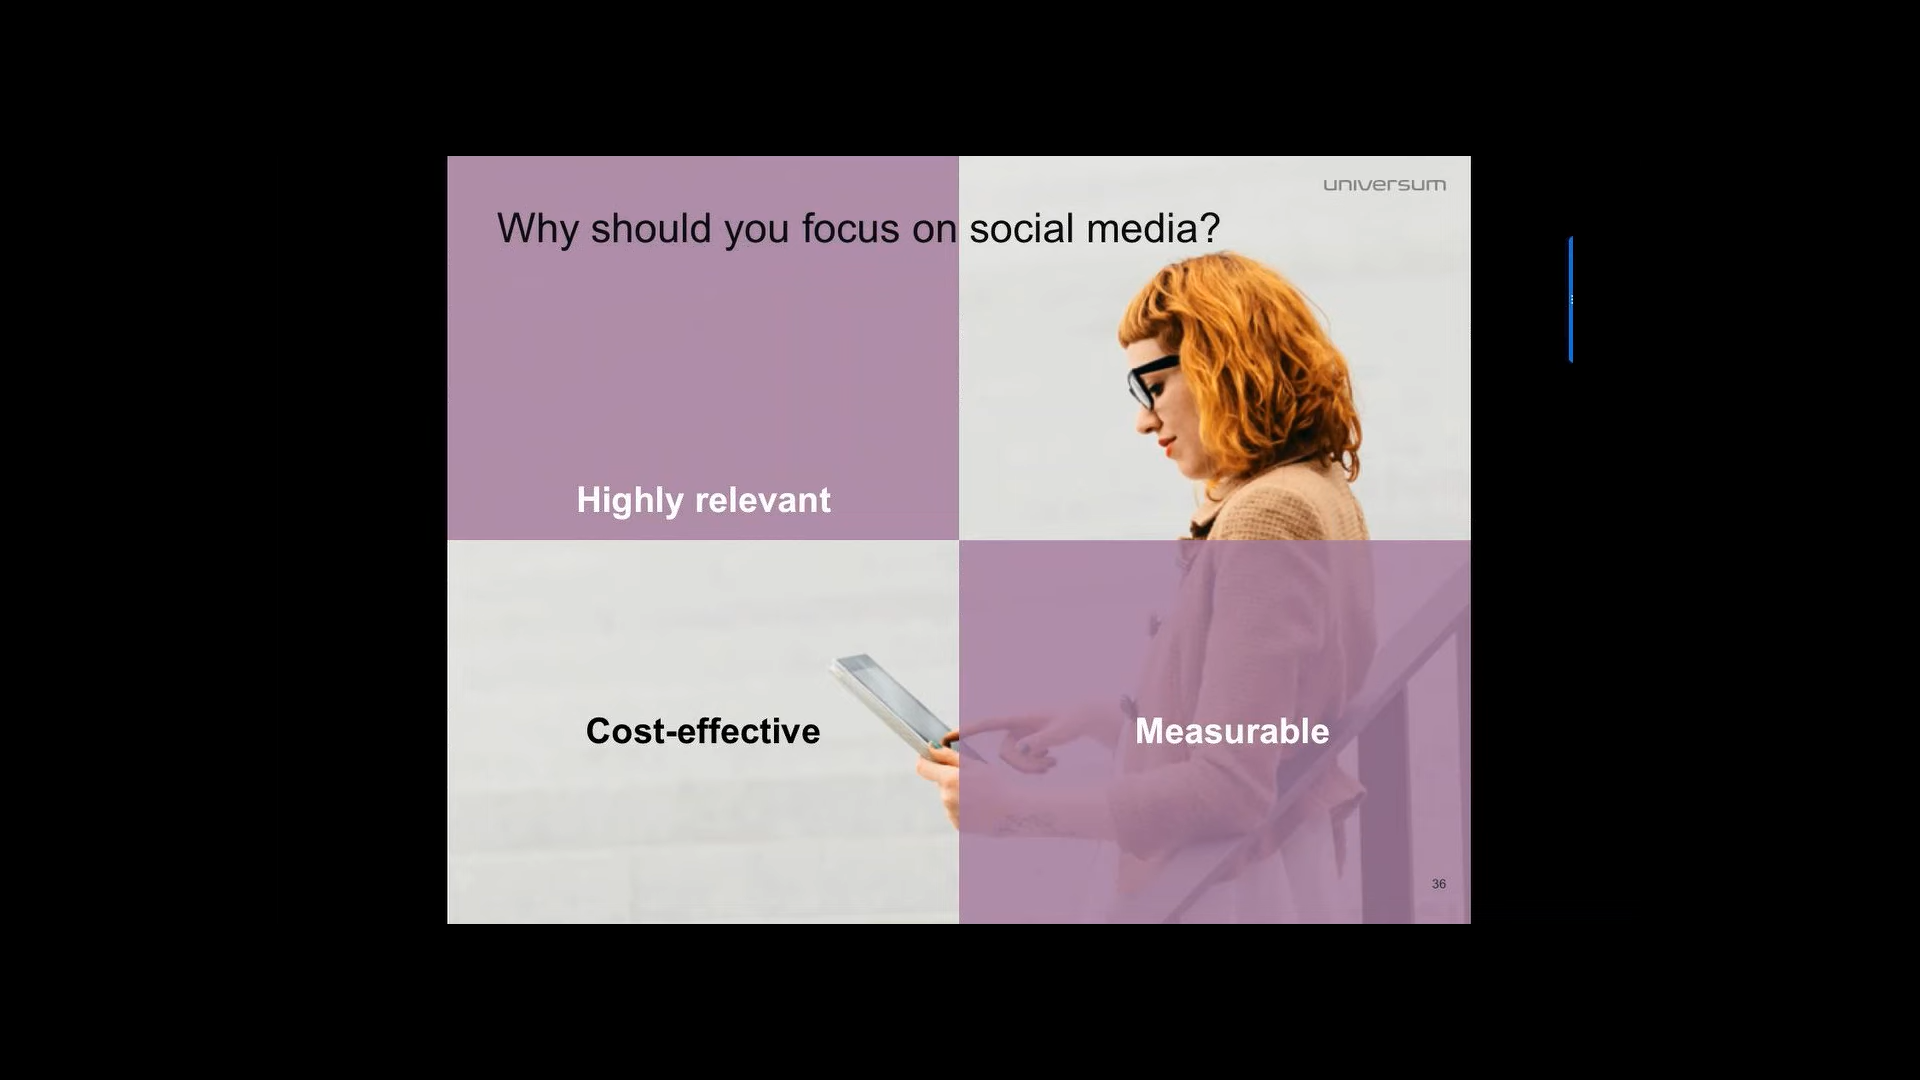 universum
Why should you focus on social media?
Highly relevant
Cost-effective
Measurable
36